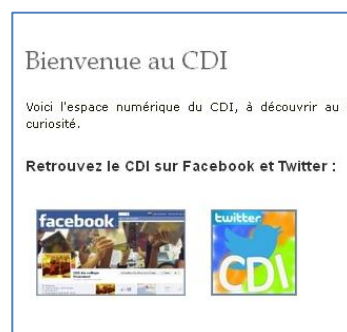 Bienvenue au CDI
Voici l'espace numérique du CDI, à découvrir au
curiosité.
Retrouvez le CDI sur Facebook et Twitter :
facebook
twitter
CDI